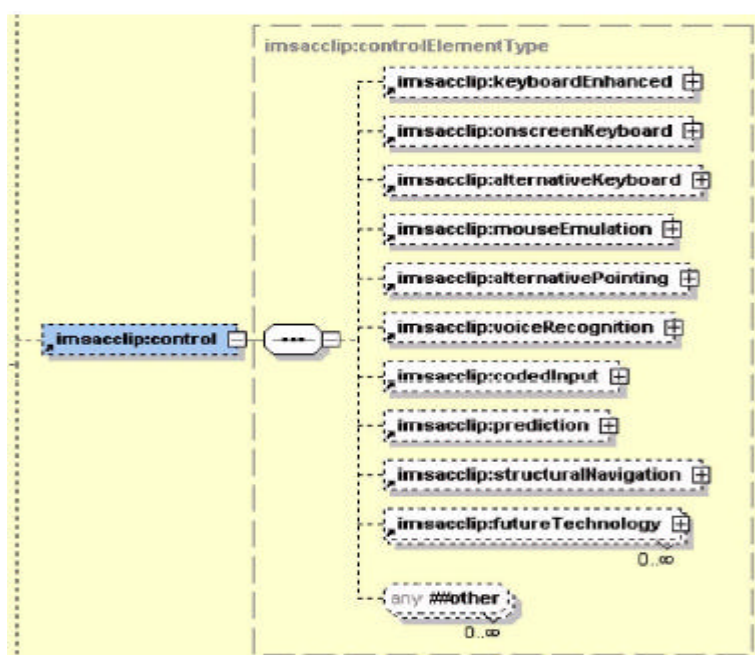 imsacclip:controlElementType
imsacclip:keyboardEnhanced
imsacclip:onscreenKeyboard
imsacclip:alternativeKeyboard
imsacclip:mouseEmulation
imsacclip:alternativePointing
imsacclip:control
imsacclip:voiceRecognition
imsacclip:codedInput
imsacclip:prediction
imsacclip:structuralNavigation
imsacclip:futureTechnology
0..∞
any ##other
0..∞